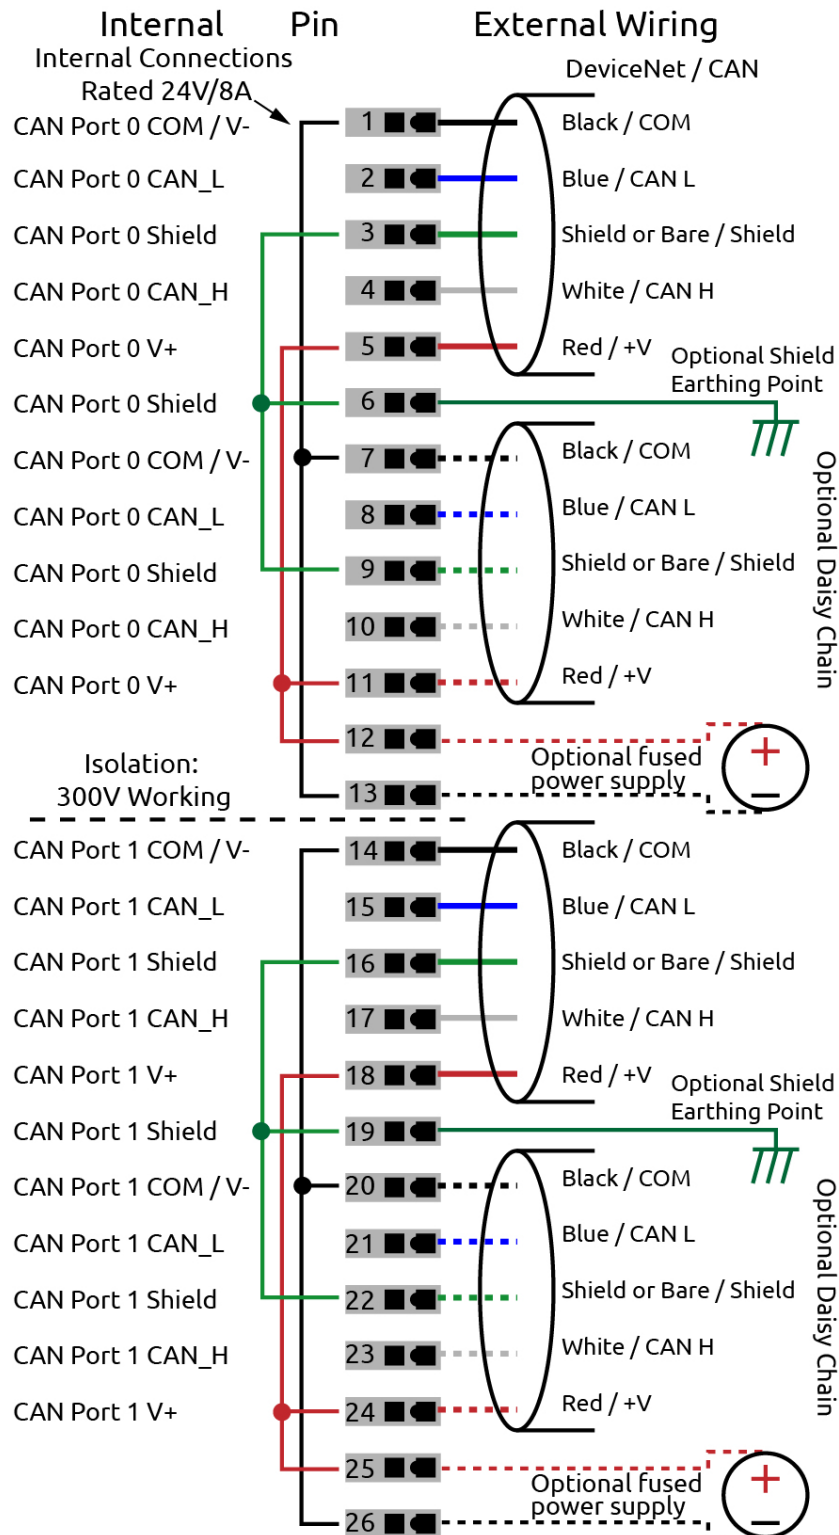 Internal Pin External Wiring
Internal Connections
Rated 24V/8A
DeviceNet / CAN
CAN Port 0 COM / V- 1 Black / COM
CAN Port 0 CAN_L 2 Blue / CAN L
CAN Port 0 Shield 3 Shield or Bare / Shield
CAN Port 0 CAN_H 4 White / CAN H
CAN Port 0 V+ 5 Red / +V
Optional Shield
Earthing Point
CAN Port 0 Shield 6
CAN Port 0 COM / V- 7 Black / COM
CAN Port 0 CAN_L 8 Blue / CAN L
CAN Port 0 Shield 9 Shield or Bare / Shield
CAN Port 0 CAN_H 10 White / CAN H
CAN Port 0 V+ 11 Red / +V
Optional Daisy Chain
12
Optional fused
power supply
+
−
13
Isolation:
300V Working
CAN Port 1 COM / V- 14 Black / COM
CAN Port 1 CAN_L 15 Blue / CAN L
CAN Port 1 Shield 16 Shield or Bare / Shield
CAN Port 1 CAN_H 17 White / CAN H
CAN Port 1 V+ 18 Red / +V
Optional Shield
Earthing Point
CAN Port 1 Shield 19
CAN Port 1 COM / V- 20 Black / COM
CAN Port 1 CAN_L 21 Blue / CAN L
CAN Port 1 Shield 22 Shield or Bare / Shield
CAN Port 1 CAN_H 23 White / CAN H
CAN Port 1 V+ 24 Red / +V
Optional Daisy Chain
25
Optional fused
power supply
+
−
26